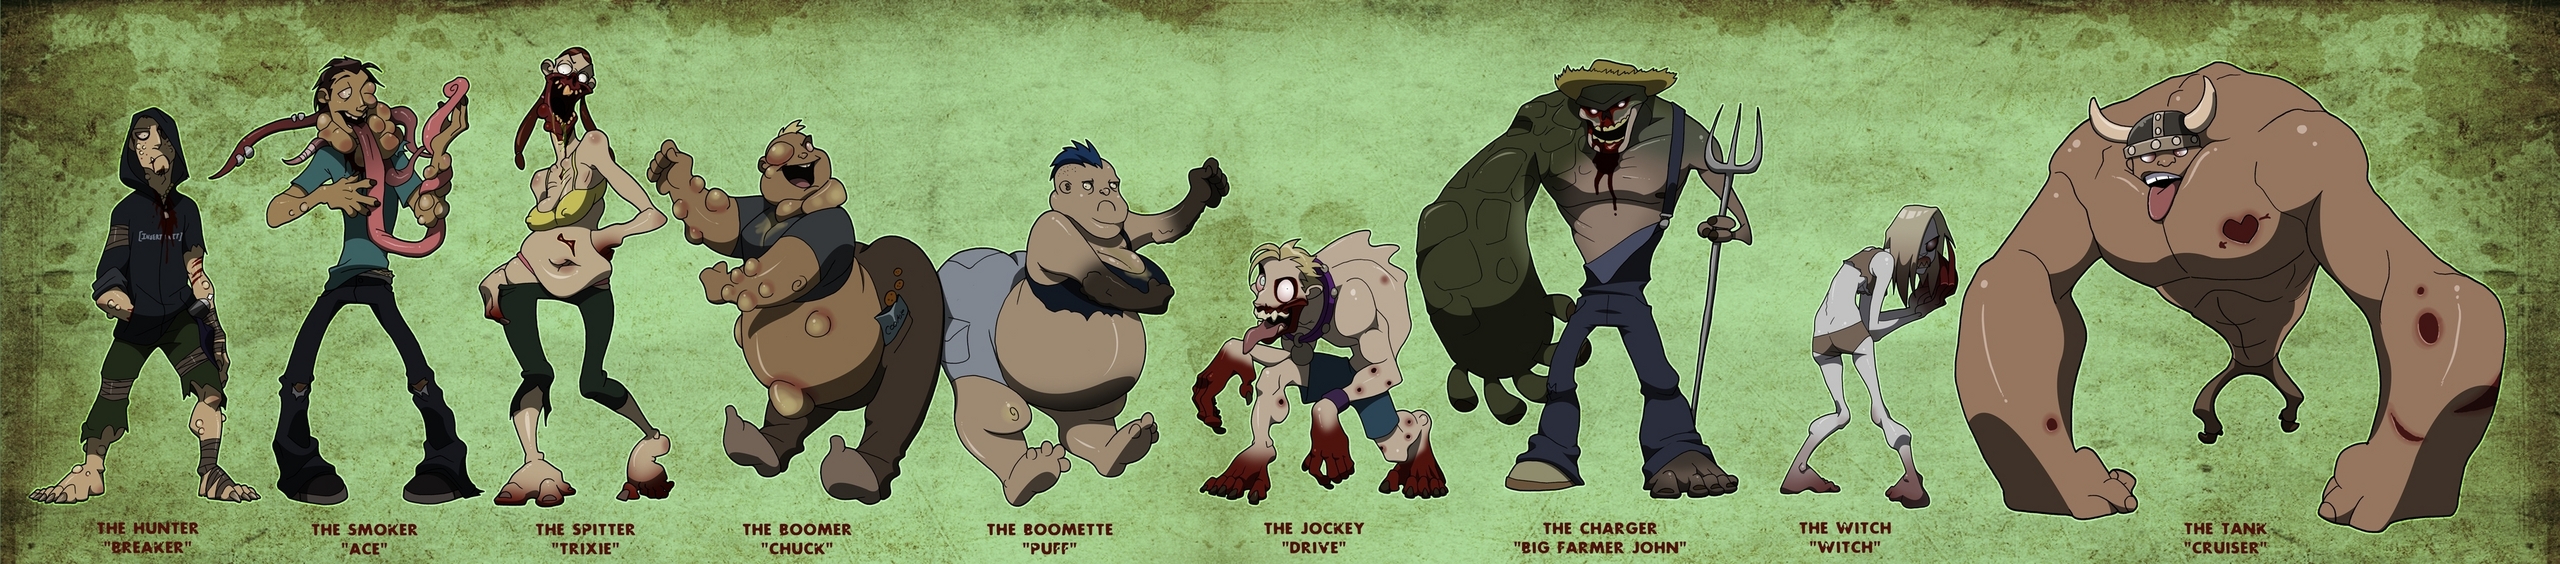 THE HUNTER
"BREAKER"
THE SMOKER
"ACE"
THE SPITTER
"TRIXIE"
THE BOOMER
"CHUCK"
THE BOOMETTE
"PUFF"
THE JOCKEY
"DRIVE"
THE CHARGER
"BIG FARMER JOHN"
THE WITCH
"WITCH"
THE TANK
"CRUISER"